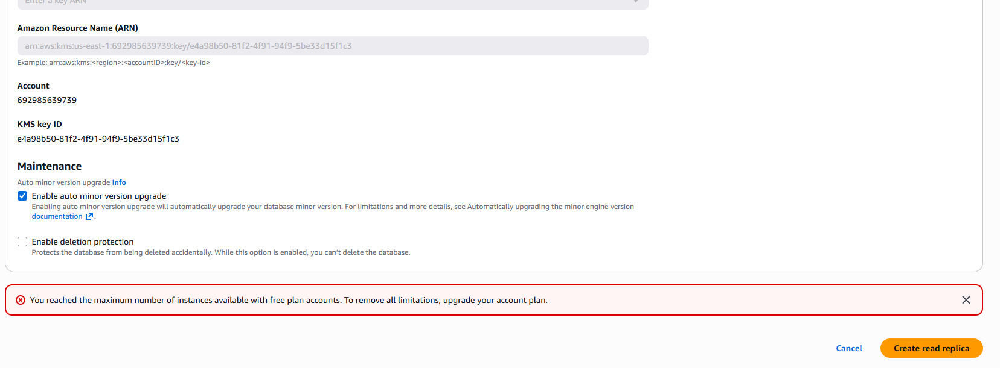 Enter a key ARN
Amazon Resource Name (ARN)
arn:aws:kms:us-east-1:692985639739:key/e4a98b50-81f2-4f91-94f9-5be33d15f1c3
Example: arn:aws:kms:<region>:<accountID>:key/<key-id>
Account
692985639739
KMS key ID
e4a98b50-81f2-4f91-94f9-5be33d15f1c3
Maintenance
Auto minor version upgrade Info
Enable auto minor version upgrade
Enabling auto minor version upgrade will automatically upgrade your database minor version. For limitations and more details, see Automatically upgrading the minor engine version
documentation.
Enable deletion protection
Protects the database from being deleted accidentally. While this option is enabled, you can't delete the database.
You reached the maximum number of instances available with free plan accounts. To remove all limitations, upgrade your account plan.
Cancel
Create read replica